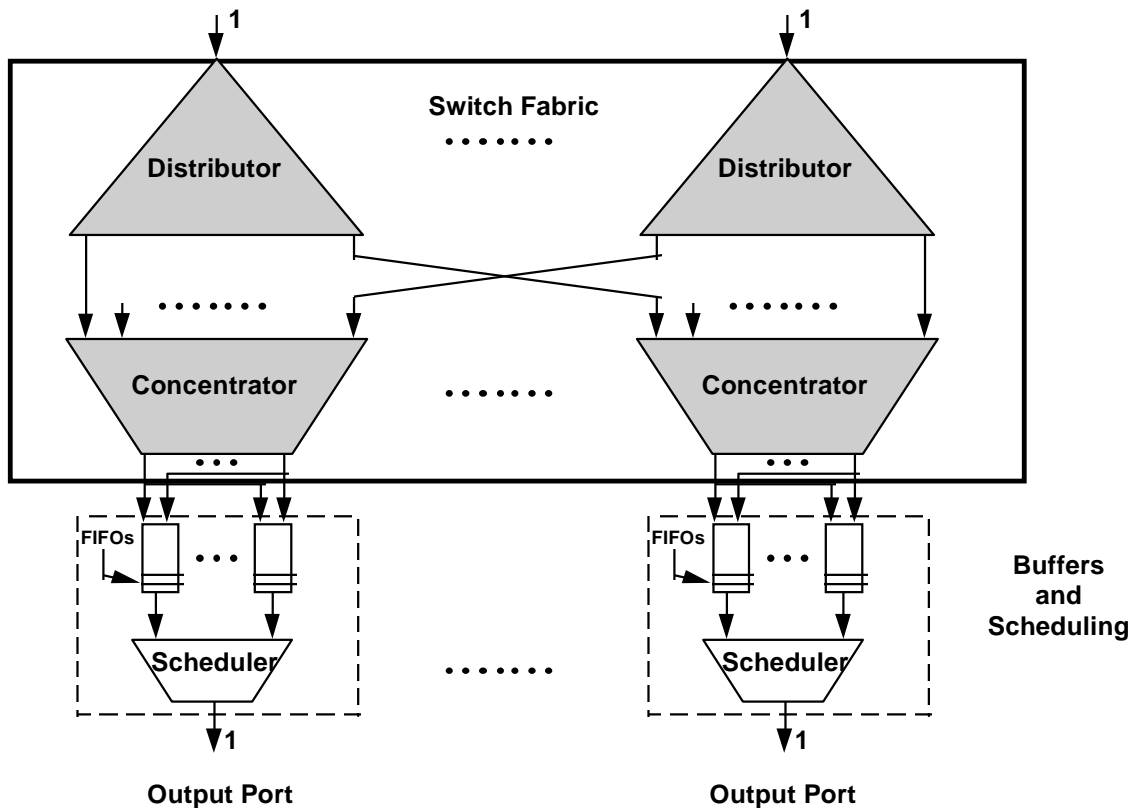 1 1
Switch Fabric
Distributor Distributor
Concentrator Concentrator
FIFOs FIFOs
Buffers
and
Scheduling
Scheduler Scheduler
1 1
Output Port Output Port